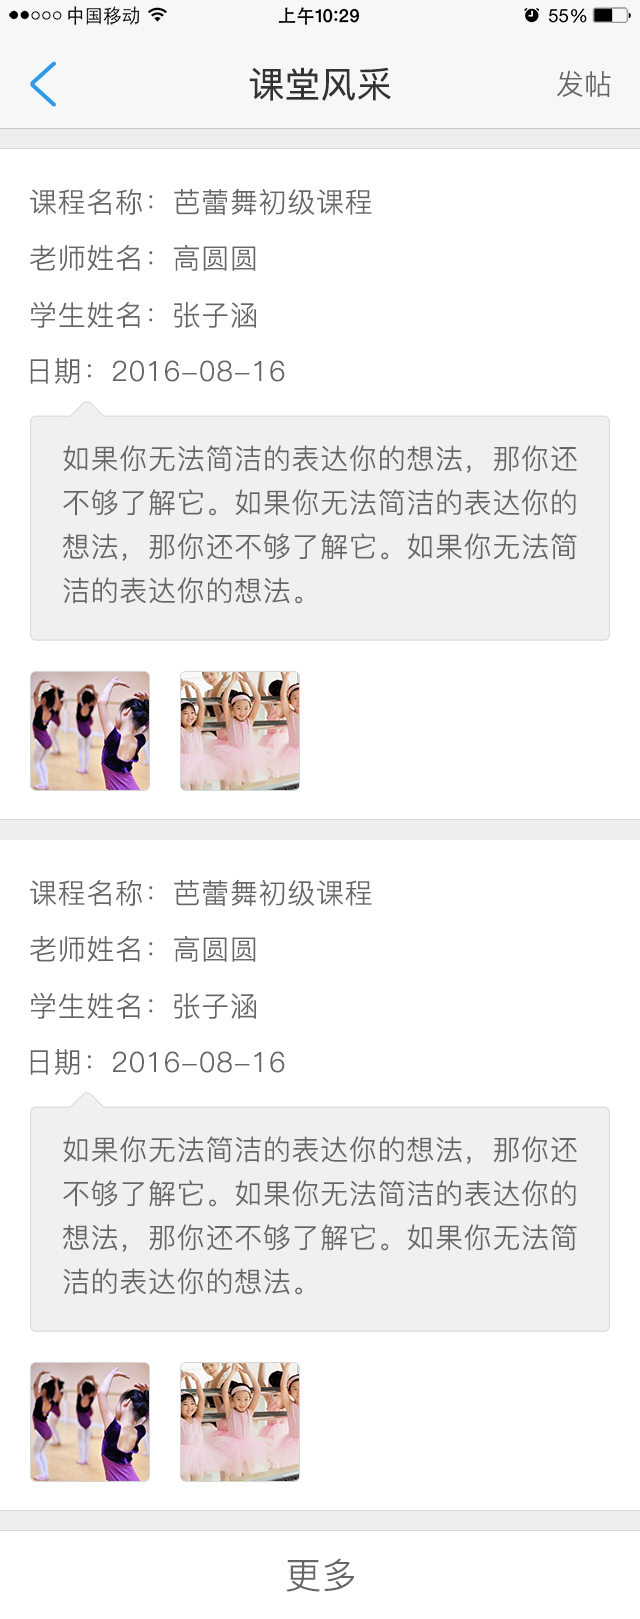 中国移动 上午10:29 55%
课堂风采 发帖
课程名称：芭蕾舞初级课程
老师姓名：高圆圆
学生姓名：张子涵
日期：2016-08-16
如果你无法简洁的表达你的想法，那你还
不够了解它。如果你无法简洁的表达你的
想法，那你还不够了解它。如果你无法简
洁的表达你的想法。
课程名称：芭蕾舞初级课程
老师姓名：高圆圆
学生姓名：张子涵
日期：2016-08-16
如果你无法简洁的表达你的想法，那你还
不够了解它。如果你无法简洁的表达你的
想法，那你还不够了解它。如果你无法简
洁的表达你的想法。
更多